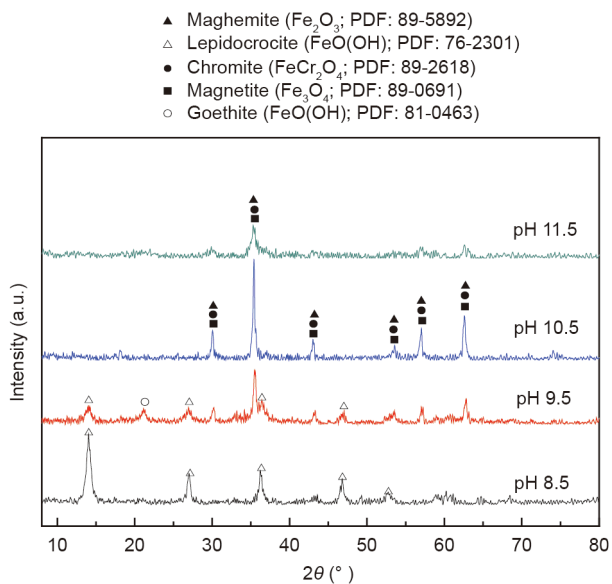 ▲ Maghemite (Fe₂O₃; PDF: 89-5892)
△ Lepidocrocite (FeO(OH); PDF: 76-2301)
● Chromite (FeCr₂O₄; PDF: 89-2618)
■ Magnetite (Fe₃O₄; PDF: 89-0691)
○ Goethite (FeO(OH); PDF: 81-0463)
pH 11.5
pH 10.5
pH 9.5
pH 8.5
Intensity (a.u.)
10 20 30 40 50 60 70 80
2θ (°)